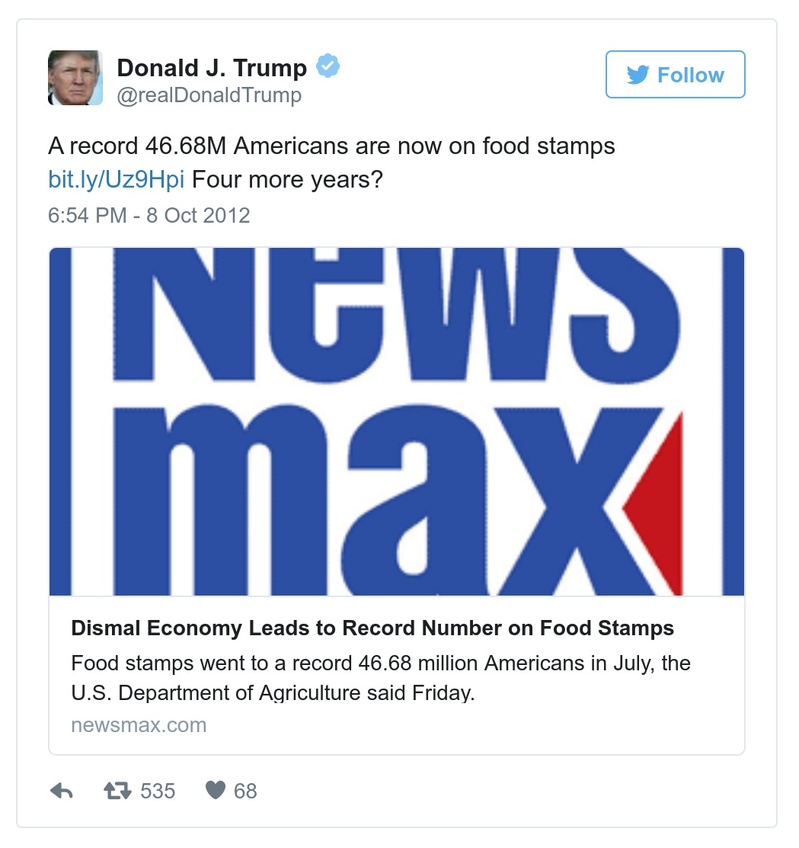 Donald J. Trump
@realDonaldTrump
Follow
A record 46.68M Americans are now on food stamps
bit.ly/Uz9Hpi Four more years?
6:54 PM - 8 Oct 2012
News
max
Dismal Economy Leads to Record Number on Food Stamps
Food stamps went to a record 46.68 million Americans in July, the
U.S. Department of Agriculture said Friday.
newsmax.com
535
68